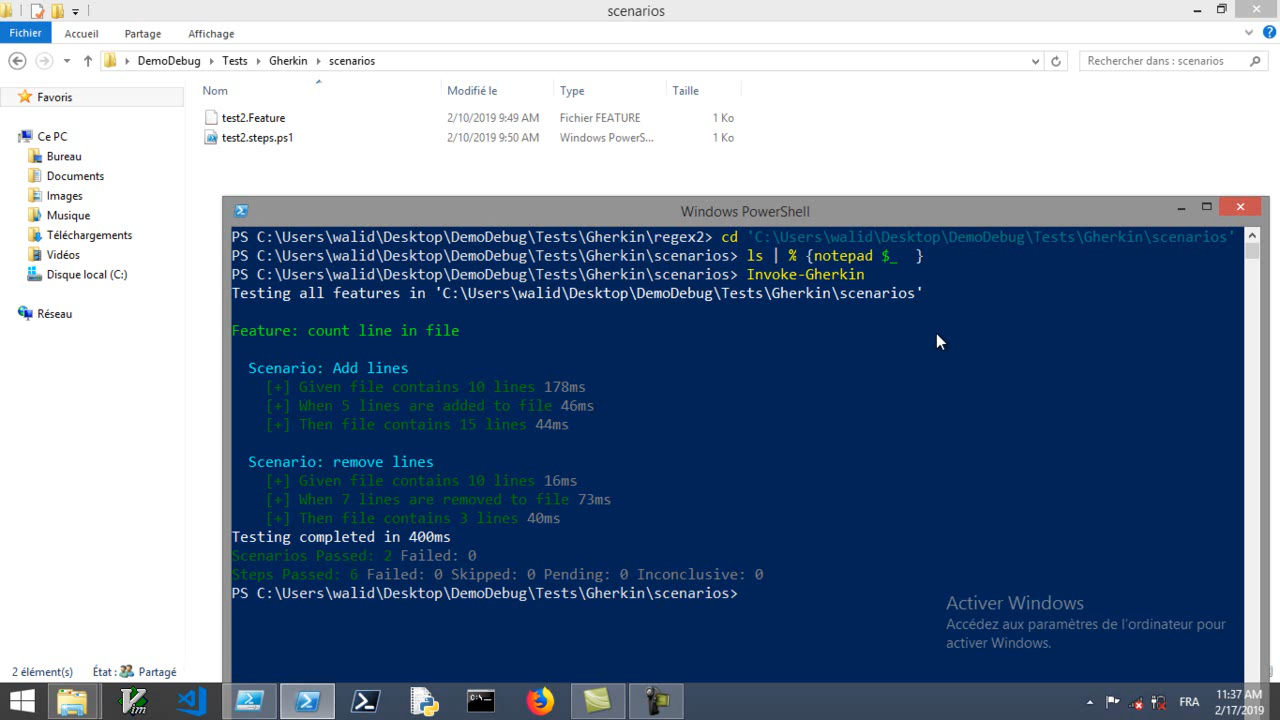 scenarios
Fichier Accueil Partage Affichage
DemoDebug Tests Gherkin scenarios
Rechercher dans : scenarios
Nom Modifié le Type Taille
test2.Feature 2/10/2019 9:49 AM Fichier FEATURE 1 Ko
test2.steps.ps1 2/10/2019 9:50 AM Windows PowerS... 1 Ko
Favoris
Ce PC
Bureau
Documents
Images
Musique
Téléchargements
Vidéos
Disque local (C:)
Réseau
2 élément(s) État : Partagé
Windows PowerShell
PS C:\Users\walid\Desktop\DemoDebug\Tests\Gherkin\regex2> cd 'C:\Users\walid\Desktop\DemoDebug\Tests\Gherkin\scenarios'
PS C:\Users\walid\Desktop\DemoDebug\Tests\Gherkin\scenarios> ls | % {notepad $_ }
PS C:\Users\walid\Desktop\DemoDebug\Tests\Gherkin\scenarios> Invoke-Gherkin
Testing all features in 'C:\Users\walid\Desktop\DemoDebug\Tests\Gherkin\scenarios'
Feature: count line in file
Scenario: Add lines
[+] Given file contains 10 lines 178ms
[+] When 5 lines are added to file 46ms
[+] Then file contains 15 lines 44ms
Scenario: remove lines
[+] Given file contains 10 lines 16ms
[+] When 7 lines are removed to file 73ms
[+] Then file contains 3 lines 40ms
Testing completed in 400ms
Scenarios Passed: 2 Failed: 0
Steps Passed: 6 Failed: 0 Skipped: 0 Pending: 0 Inconclusive: 0
PS C:\Users\walid\Desktop\DemoDebug\Tests\Gherkin\scenarios>
Activer Windows
Accédez aux paramètres de l'ordinateur pour
activer Windows.
FRA
11:37 AM
2/17/2019